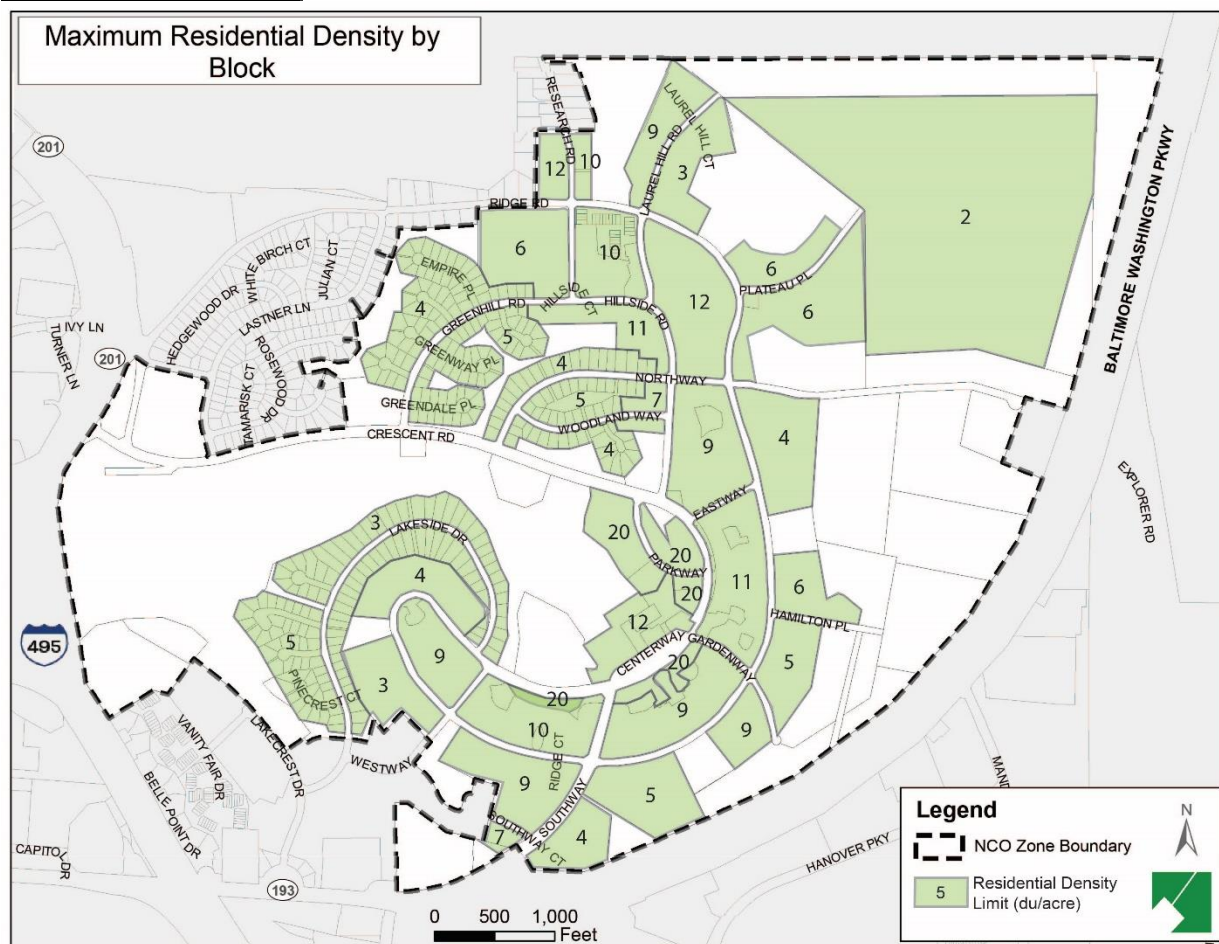 Maximum Residential Density by
Block
RESEARCH RD
LAUREL HILL CT
LAUREL HILL RD
9
3
201
12
10
2
BALTIMORE WASHINGTON PKWY
RIDGE RD
WHITE BIRCH CT
JULIAN CT
6
10
EMPIRE PL
6
PLATEAU PL
HEDGEWOOD DR
LASTNER LN
4
GREENHILL RD
HILLSIDE CT
HILLSIDE RD
12
6
IVY LN
TURNER LN
201
ROSEWOOD DR
5
11
GREENWAY PL
4
TAMARISK CT
NORTHWAY
GREENDALE PL
5
7
WOODLAND WAY
CRESCENT RD
4
9
4
EXPLORER RD
EASTWAY
3
LAKESIDE DR
20
20
PARKWAY
4
20
11
6
12
HAMILTON PL
495
5
9
CENTERWAY
GARDENWAY
20
5
PINECREST CT
3
20
9
9
10
VANITY FAIR DR
LAKECREST DR
WESTWAY
RIDGE CT
BELLE POINT DR
9
5
MAND
SOUTHWAY
SOUTHWAY CT
7
4
CAPITOL DR
193
HANOVER PKY
0 500 1,000
Feet
Legend
N
NCO Zone Boundary
5
Residential Density
Limit (du/acre)